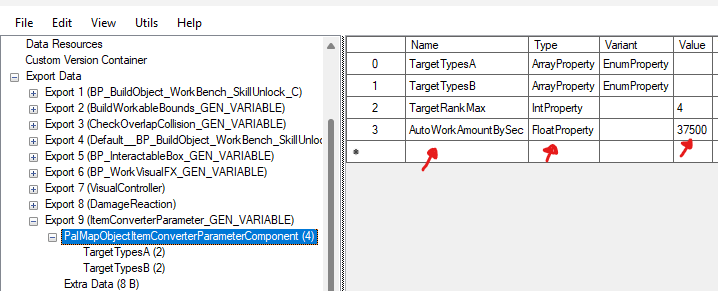 File Edit View Utils Help
Data Resources
Custom Version Container
Export Data
Export 1 (BP_BuildObject_WorkBench_SkillUnlock_C)
Export 2 (BuildWorkableBounds_GEN_VARIABLE)
Export 3 (CheckOverlapCollision_GEN_VARIABLE)
Export 4 (Default__BP_BuildObject_WorkBench_SkillUnlo
Export 5 (BP_InteractableBox_GEN_VARIABLE)
Export 6 (BP_WorkVisualFX_GEN_VARIABLE)
Export 7 (VisualController)
Export 8 (DamageReaction)
Export 9 (ItemConverterParameter_GEN_VARIABLE)
PalMapObjectItemConverterParameterComponent (4)
TargetTypesA (2)
TargetTypesB (2)
Extra Data (8 B)
Name Type Variant Value
0 TargetTypesA ArrayProperty EnumProperty
1 TargetTypesB ArrayProperty EnumProperty
2 TargetRankMax IntProperty 4
3 AutoWorkAmountBySec FloatProperty 37500
*